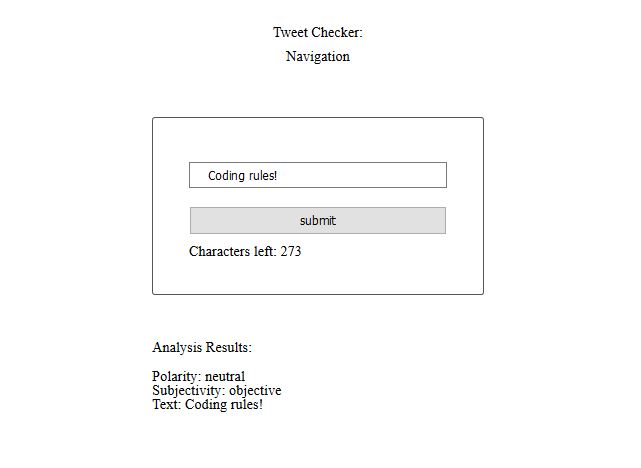 Tweet Checker:
Navigation
Coding rules!
submit
Characters left: 273
Analysis Results:
Polarity: neutral
Subjectivity: objective
Text: Coding rules!